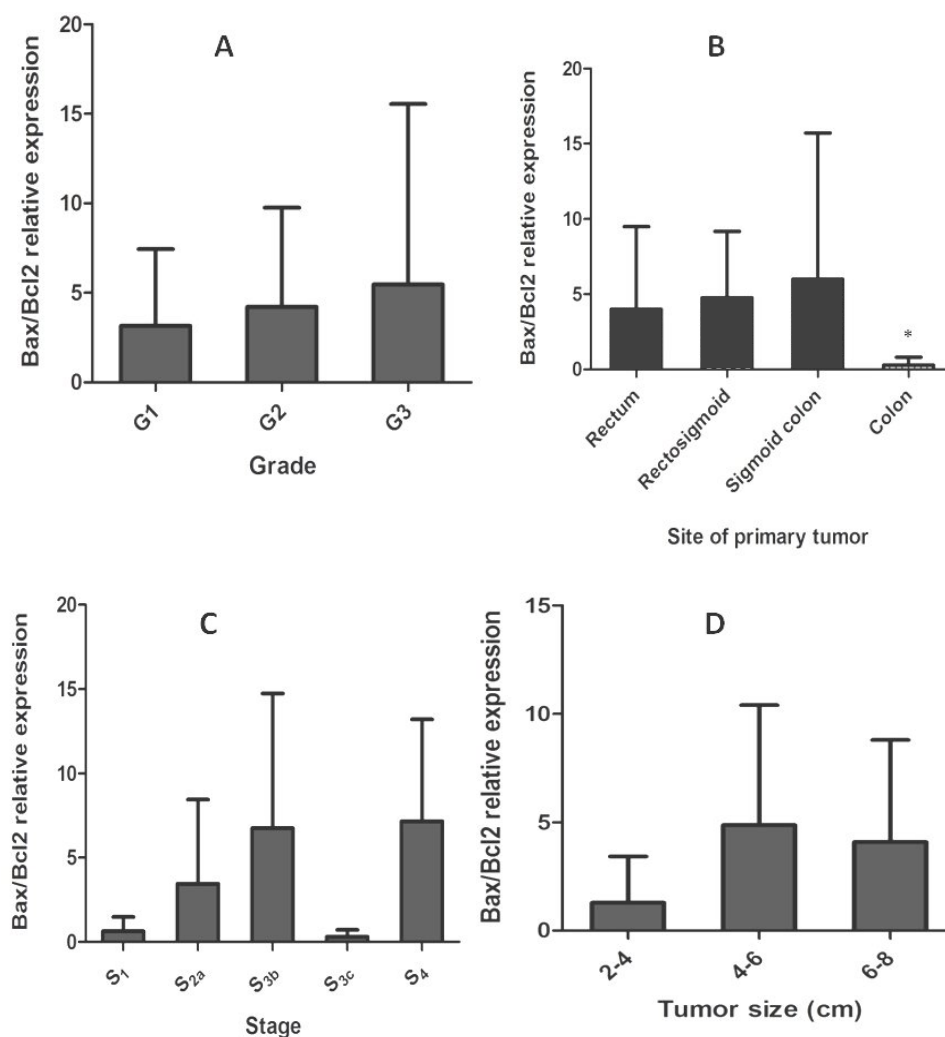 A
Bax/Bcl2 relative expression
20
15
10
5
0
G1
G2
G3
Grade
B
Bax/Bcl2 relative expression
20
15
10
5
0
*
Rectum
Rectosigmoid
Sigmoid colon
Colon
Site of primary tumor
C
Bax/Bcl2 relative expression
20
15
10
5
0
S1
S2a
S3b
S3c
S4
Stage
D
Bax/Bcl2 relative expression
15
10
5
0
2-4
4-6
6-8
Tumor size (cm)